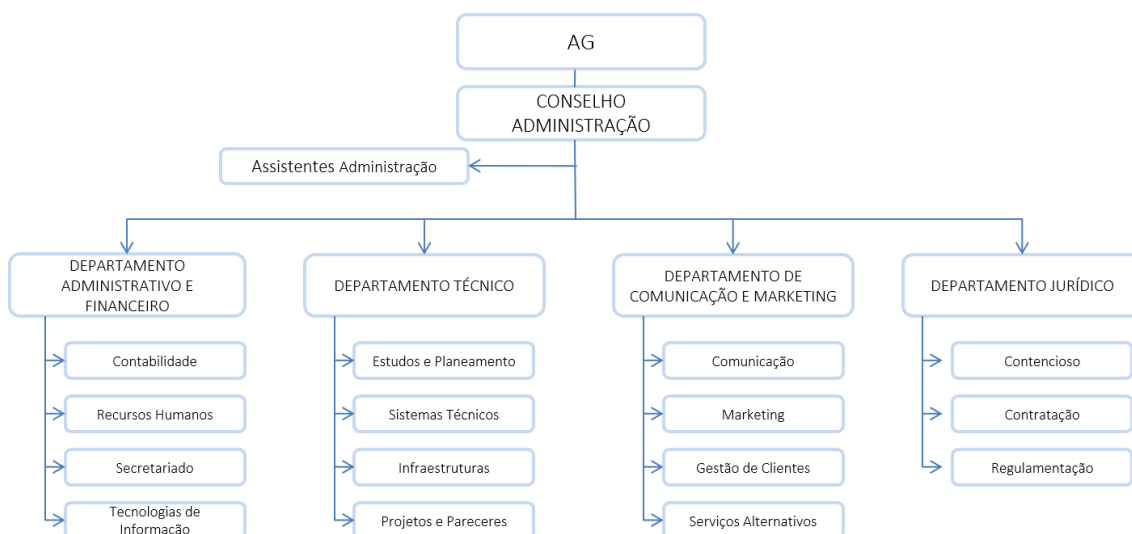 AG
CONSELHO
ADMINISTRAÇÃO
Assistentes Administração
DEPARTAMENTO
ADMINISTRATIVO E
FINANCEIRO
Contabilidade
Recursos Humanos
Secretariado
Tecnologias de
Informação
DEPARTAMENTO TÉCNICO
Estudos e Planeamento
Sistemas Técnicos
Infraestruturas
Projetos e Pareceres
DEPARTAMENTO DE
COMUNICAÇÃO E MARKETING
Comunicação
Marketing
Gestão de Clientes
Serviços Alternativos
DEPARTAMENTO JURÍDICO
Contencioso
Contratação
Regulamentação